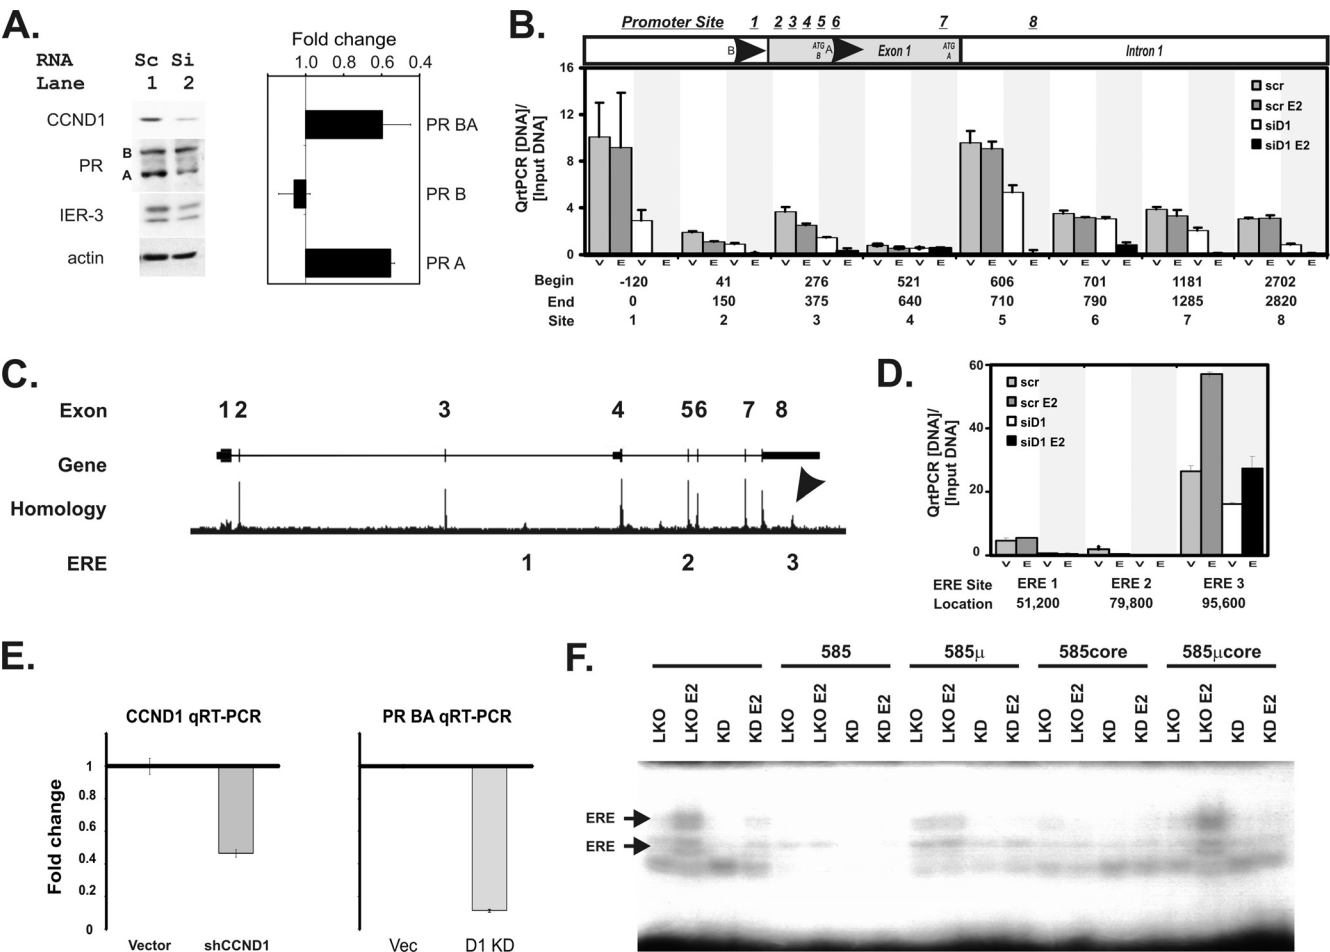 A.
RNA Sc Si
Lane 1 2
CCND1
B
PR
A
IER-3
actin
Fold change
1.0 0.8 0.6 0.4
PR BA
PR B
PR A
B.
Promoter Site 1 2 3 4 5 6 7 8
B ATG B A Exon 1 ATG A Intron 1
QrtPCR [DNA]/
[Input DNA]
16
12
8
4
0
scr
scr E2
siD1
siD1 E2
V E V E V E V E V E V E V E V E V E V E V E V E V E V E V E V E
Begin -120 41 276 521 606 701 1181 2702
End 0 150 375 640 710 790 1285 2820
Site 1 2 3 4 5 6 7 8
C.
Exon 1 2 3 4 5 6 7 8
Gene
Homology
ERE 1 2 3
D.
QrtPCR [DNA]/
[Input DNA]
60
40
20
0
scr
scr E2
siD1
siD1 E2
V E V E V E V E V E V E
ERE Site ERE 1 ERE 2 ERE 3
Location 51,200 79,800 95,600
E.
CCND1 qRT-PCR
PR BA qRT-PCR
Fold change
1
0.8
0.6
0.4
0.2
0
Vector shCCND1
Vec D1 KD
F.
585 585µ 585core 585µcore
LKO LKO E2 KD KD E2 LKO LKO E2 KD KD E2 LKO LKO E2 KD KD E2 LKO LKO E2 KD KD E2 LKO LKO E2 KD KD E2
ERE
ERE